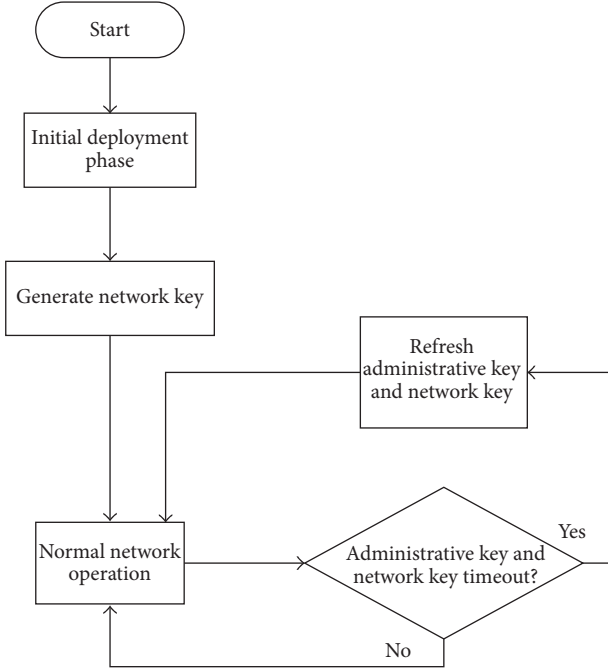 Start
Initial deployment
phase
Generate network key
Refresh
administrative key
and network key
Normal network
operation
Administrative key and
network key timeout?
Yes
No